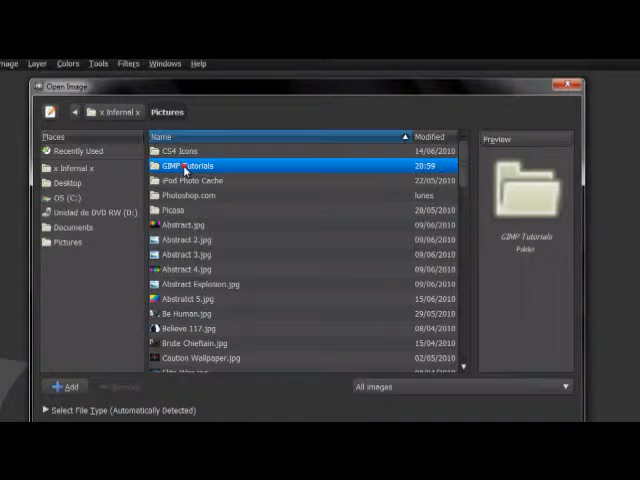 mage Layer Colors Tools Filters Windows Help
Open Image
x Infernal x Pictures
Places Name Modified Preview
Recently Used CS4 Icons 14/06/2010
x Infernal x GIMP Tutorials 20:59
Desktop iPod Photo Cache 22/05/2010
OS (C:) Photoshop.com lunes
Unidad de DVD RW (D:) Picasa 28/05/2010
Documents Abstract.jpg 09/06/2010
Pictures Abstract 2.jpg 09/06/2010
GIMP Tutorials
Folder
Abstract 3.jpg 09/06/2010
Abstract 4.jpg 09/06/2010
Abstract Explosion.jpg 09/06/2010
Abstratct 5.jpg 15/06/2010
Be Human.jpg 29/05/2010
Believe 117.jpg 08/04/2010
Brute Chieftain.jpg 15/04/2010
Caution Wallpaper.jpg 02/05/2010
Add Remove All images
Select File Type (Automatically Detected)